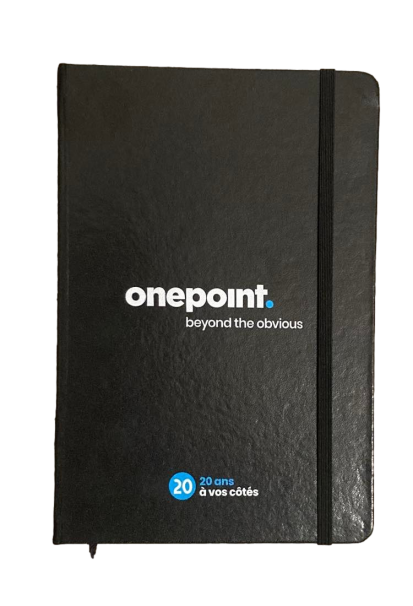 onepoint.
beyond the obvious
20
20 ans
à vos côtés